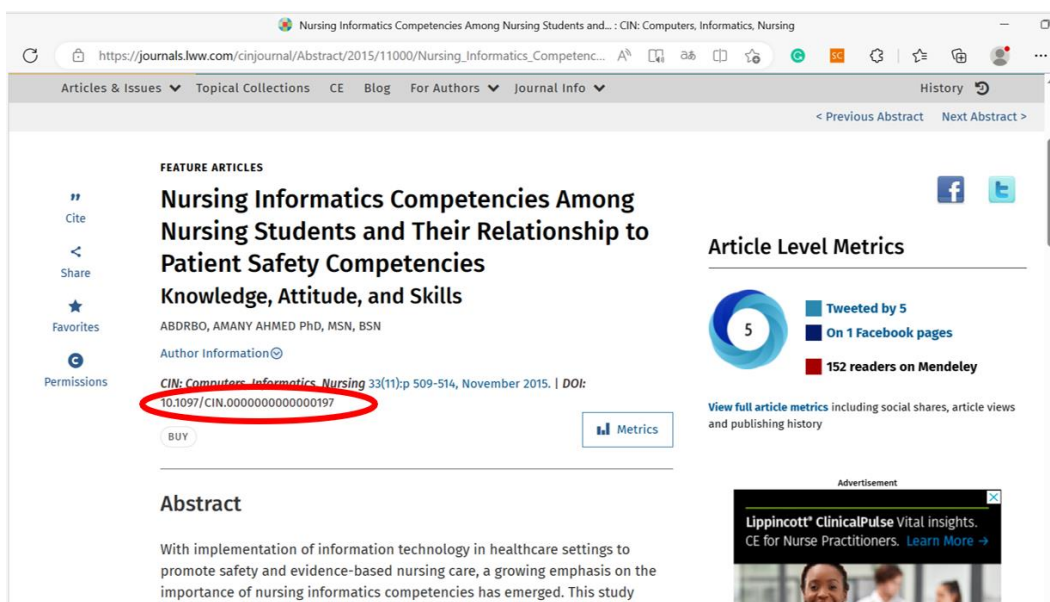 Nursing Informatics Competencies Among Nursing Students and... : CIN: Computers, Informatics, Nursing
https://journals.lww.com/cinjournal/Abstract/2015/11000/Nursing_Informatics_Competenc...
Articles & Issues Topical Collections CE Blog For Authors Journal Info History
< Previous Abstract Next Abstract >
FEATURE ARTICLES
Nursing Informatics Competencies Among
Nursing Students and Their Relationship to
Patient Safety Competencies
Knowledge, Attitude, and Skills
ABDRBO, AMANY AHMED PhD, MSN, BSN
Author Information
CIN: Computers, Informatics, Nursing 33(11):p 509-514, November 2015. | DOI:
10.1097/CIN.0000000000000197
BUY
Metrics
Cite
Share
Favorites
Permissions
Abstract
With implementation of information technology in healthcare settings to
promote safety and evidence-based nursing care, a growing emphasis on the
importance of nursing informatics competencies has emerged. This study
Article Level Metrics
5
Tweeted by 5
On 1 Facebook pages
152 readers on Mendeley
View full article metrics including social shares, article views
and publishing history
Advertisement
Lippincott® ClinicalPulse Vital insights.
CE for Nurse Practitioners. Learn More →